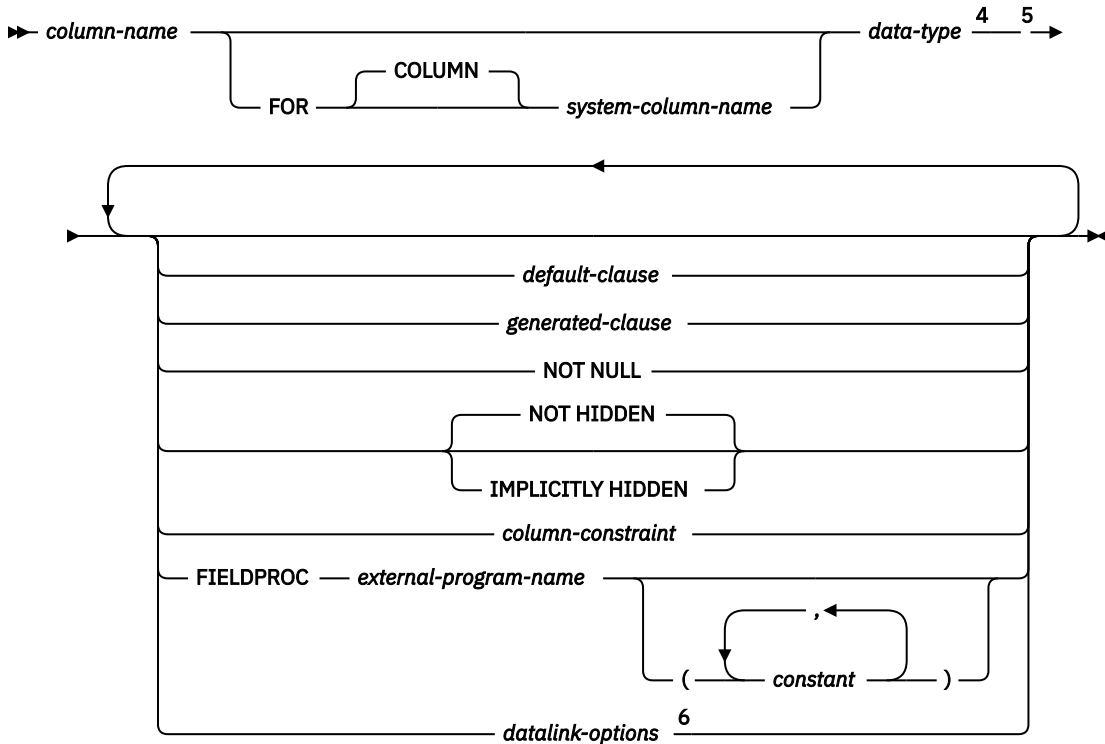 column-name data-type 4 5
COLUMN
FOR system-column-name
default-clause
generated-clause
NOT NULL
NOT HIDDEN
IMPLICITLY HIDDEN
column-constraint
FIELDPROC external-program-name
,
( constant )
datalink-options 6